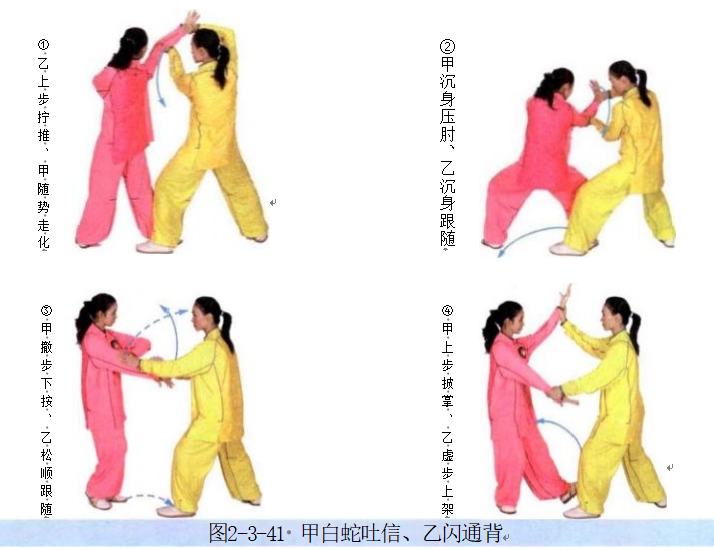 ①乙上步拧推、甲随势走化
②甲沉身压肘、乙沉身跟随
③甲撤步下按、乙松顺跟随
④甲上步披掌、乙虚步上架
图2-3-41 甲白蛇吐信、乙闪通背